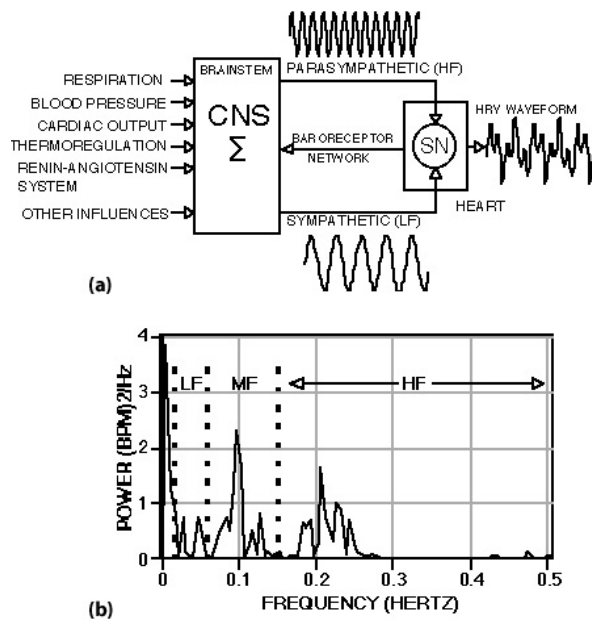 PARASYMPATHETIC (HF)
BRAINSTEM
CNS
Σ
RESPIRATION
BLOOD PRESSURE
CARDIAC OUTPUT
THERMOREGULATION
RENIN-ANGIOTENSIN
SYSTEM
OTHER INFLUENCES
BARORECEPTOR
NETWORK
SN
HRV WAVEFORM
HEART
SYMPATHETIC (LF)
(a)
4
3
2
1
0
POWER (BPM)2/Hz
LF
MF
HF
0 0.1 0.2 0.3 0.4 0.5
FREQUENCY (HERTZ)
(b)